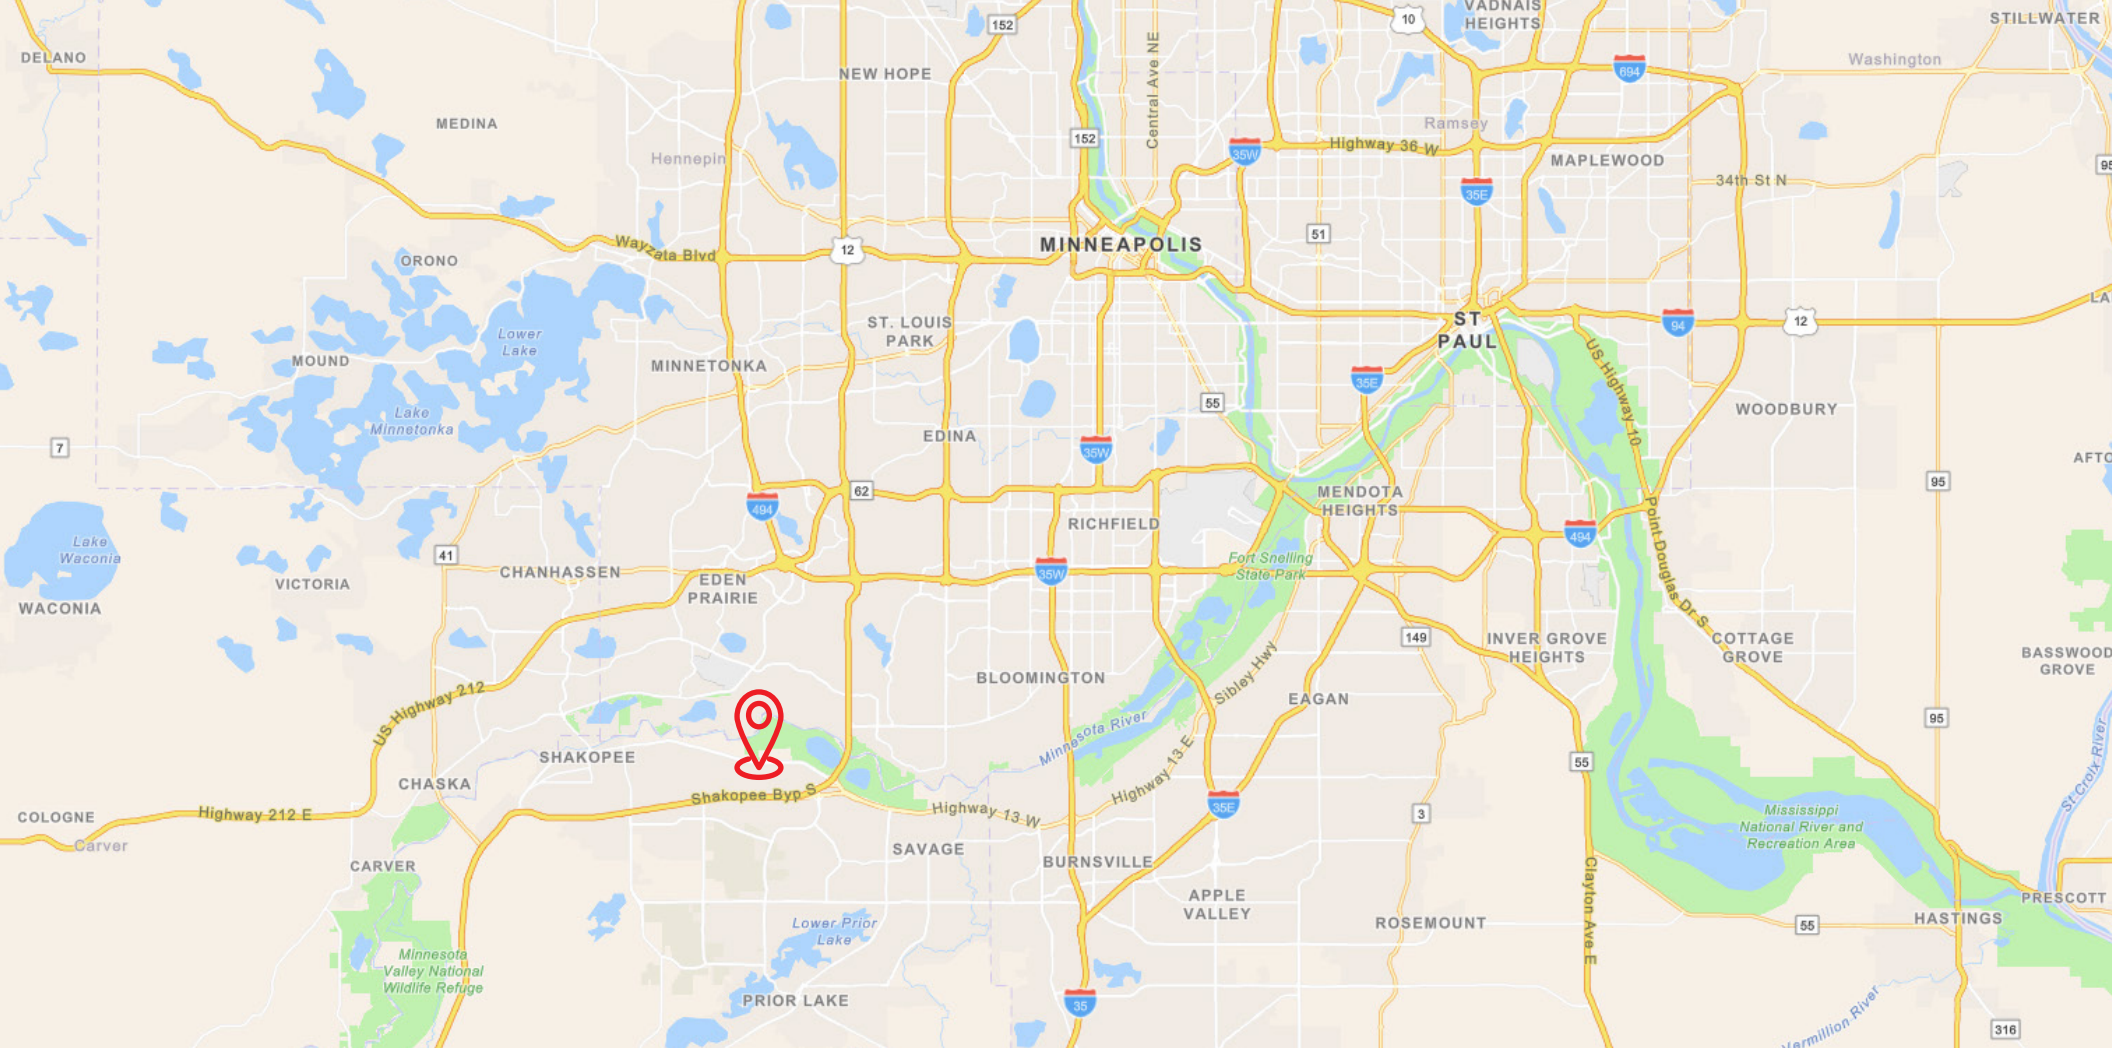 152
10
VADNAIS
HEIGHTS
STILLWATER
DELANO
NEW HOPE
Central Ave NE
694
Washington
MEDINA
152
35W
Highway 36 W
Ramsey
Hennepin
MAPLEWOOD
95
35E
34th St N
Wayzata Blvd
12
MINNEAPOLIS
51
ORONO
ST. LOUIS
PARK
Lower
Lake
ST
PAUL
94
12
LA
MOUND
MINNETONKA
35E
US Highway 10
Lake
Minnetonka
55
WOODBURY
7
EDINA
35W
AFTO
494
62
MENDOTA
HEIGHTS
95
RICHFIELD
494
Point Douglas Dr S
Lake
Waconia
41
CHANHASSEN
35W
Fort Snelling
State Park
VICTORIA
EDEN
PRAIRIE
WACONIA
149
INVER GROVE
HEIGHTS
COTTAGE
GROVE
BASSWOOD
GROVE
BLOOMINGTON
Sibley Hwy
EAGAN
US Highway 212
95
Minnesota River
SHAKOPEE
55
St Croix River
CHASKA
Highway 13 E
Shakopee Byp S
35E
COLOGNE
Highway 212 E
Highway 13 W
3
Mississippi
National River and
Recreation Area
Carver
SAVAGE
CARVER
BURNSVILLE
Clayton Ave E
APPLE
VALLEY
PRESCOTT
Lower Prior
Lake
ROSEMOUNT
55
HASTINGS
Minnesota
Valley National
Wildlife Refuge
PRIOR LAKE
35
Vermillion River
316